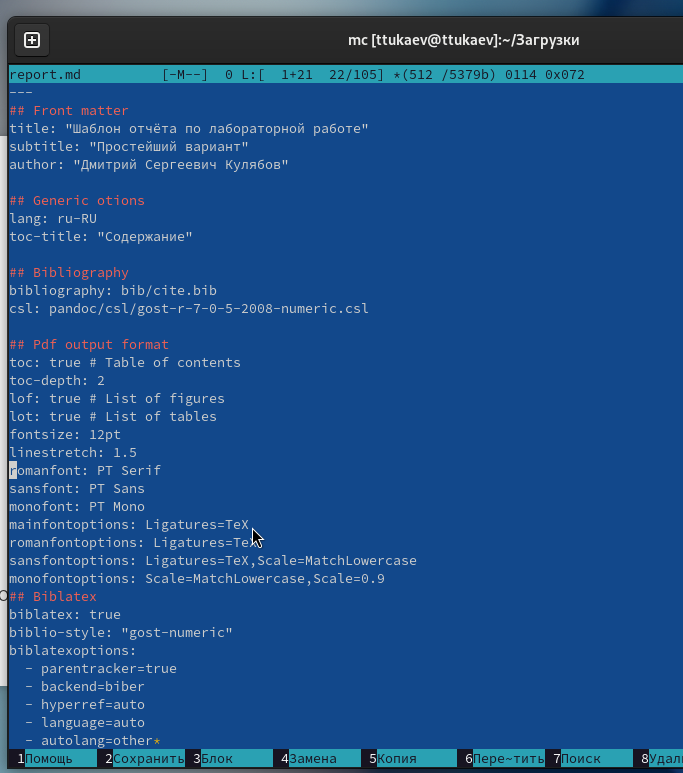 mc [ttukaev@ttukaev]:~/Загрузки
report.md [-M--] 0 L:[ 1+21 22/105] *(512 /5379b) 0114 0x072
---
## Front matter
title: "Шаблон отчёта по лабораторной работе"
subtitle: "Простейший вариант"
author: "Дмитрий Сергеевич Кулябов"
## Generic otions
lang: ru-RU
toc-title: "Содержание"
## Bibliography
bibliography: bib/cite.bib
csl: pandoc/csl/gost-r-7-0-5-2008-numeric.csl
## Pdf output format
toc: true # Table of contents
toc-depth: 2
lof: true # List of figures
lot: true # List of tables
fontsize: 12pt
linestretch: 1.5
romanfont: PT Serif
sansfont: PT Sans
monofont: PT Mono
mainfontoptions: Ligatures=TeX
romanfontoptions: Ligatures=TeX
sansfontoptions: Ligatures=TeX,Scale=MatchLowercase
monofontoptions: Scale=MatchLowercase,Scale=0.9
## Biblatex
biblatex: true
biblio-style: "gost-numeric"
biblatexoptions:
  - parentracker=true
  - backend=biber
  - hyperref=auto
  - language=auto
  - autolang=other*
1Помощь 2Сохранить 3Блок 4Замена 5Копия 6Пере~тить 7Поиск 8Удал